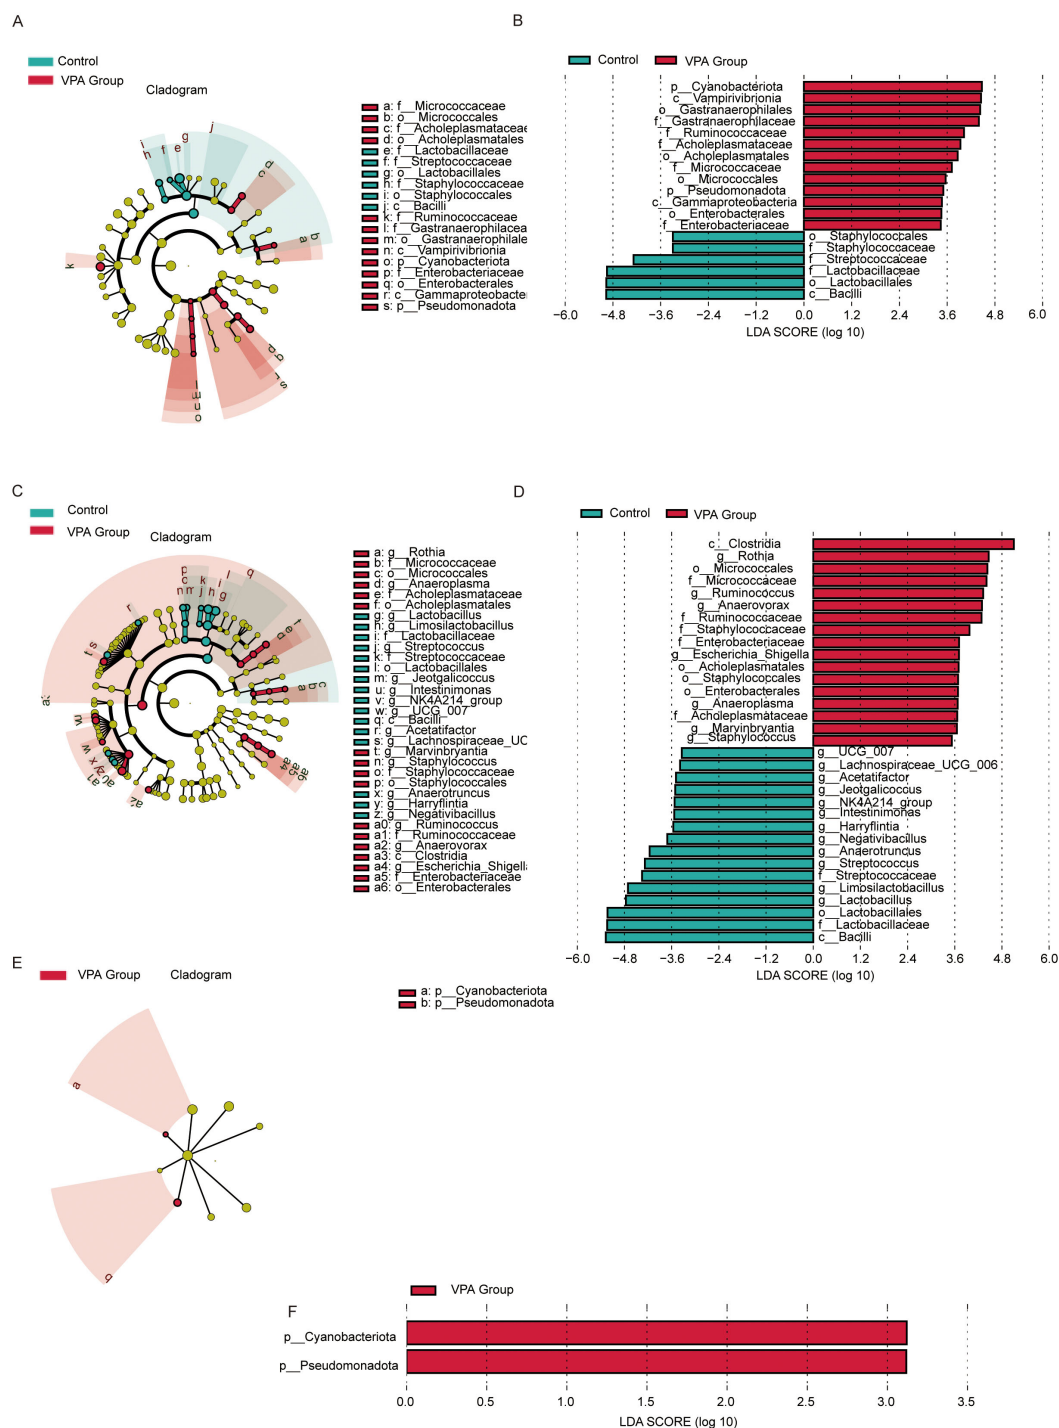 A
Control
VPA Group
Cladogram
a: f__Micrococcaceae
b: o__Micrococcales
c: f__Acholeplasmataceae
d: o__Acholeplasmatales
e: f__Lactobacillaceae
f: f__Streptococcaceae
g: o__Lactobacillales
h: f__Staphylococcaceae
i: o__Staphylococcales
j: c__Bacilli
k: f__Ruminococcaceae
l: f__Gastranaerophilacea
m: o__Gastranaerophilale
n: c__Vampirivibrionia
o: p__Cyanobacteriota
p: f__Enterobacteriaceae
q: o__Enterobacterales
r: c__Gammaproteobacte
s: p__Pseudomonadota
B
Control
VPA Group
p__Cyanobacteriota
c__Vampirivibrionia
o__Gastranaerophilales
f__Gastranaerophilaceae
f__Ruminococcaceae
f__Acholeplasmataceae
o__Acholeplasmatales
f__Micrococcaceae
o__Micrococcales
p__Pseudomonadota
c__Gammaproteobacteria
o__Enterobacterales
f__Enterobacteriaceae
o__Staphylococcales
f__Staphylococcaceae
f__Streptococcaceae
f__Lactobacillaceae
o__Lactobacillales
c__Bacilli
−6.0 −4.8 −3.6 −2.4 −1.2 0.0 1.2 2.4 3.6 4.8 6.0
LDA SCORE (log 10)
C
Control
VPA Group
Cladogram
a: g__Rothia
b: f__Micrococcaceae
c: o__Micrococcales
d: g__Anaeroplasma
e: f__Acholeplasmataceae
f: o__Acholeplasmatales
g: g__Lactobacillus
h: g__Limosilactobacillus
i: f__Lactobacillaceae
j: g__Streptococcus
k: f__Streptococcaceae
l: o__Lactobacillales
m: g__Jeotgalicoccus
u: g__Intestinimonas
v: g__NK4A214_group
w: g__UCG_007
q: c__Bacilli
r: g__Acetatifactor
s: g__Lachnospiraceae_UC
t: g__Marvinbryantia
n: g__Staphylococcus
o: f__Staphylococcaceae
p: o__Staphylococcales
x: g__Anaerotruncus
y: g__Harryflintia
z: g__Negativibacillus
a0: g__Ruminococcus
a1: f__Ruminococcaceae
a2: g__Anaerovorax
a3: c__Clostridia
a4: g__Escherichia_Shigell
a5: f__Enterobacteriaceae
a6: o__Enterobacterales
D
Control
VPA Group
c__Clostridia
g__Rothia
o__Micrococcales
f__Micrococcaceae
g__Ruminococcus
g__Anaerovorax
f__Ruminococcaceae
f__Staphylococcaceae
f__Enterobacteriaceae
g__Escherichia_Shigella
o__Acholeplasmatales
o__Staphylococcales
o__Enterobacterales
g__Anaeroplasma
f__Acholeplasmataceae
g__Marvinbryantia
g__Staphylococcus
g__UCG_007
g__Lachnospiraceae_UCG_006
g__Acetatifactor
g__Jeotgalicoccus
g__NK4A214_group
g__Intestinimonas
g__Harryflintia
g__Negativibacillus
g__Anaerotruncus
g__Streptococcus
f__Streptococcaceae
g__Limosilactobacillus
g__Lactobacillus
o__Lactobacillales
f__Lactobacillaceae
c__Bacilli
−6.0 −4.8 −3.6 −2.4 −1.2 0.0 1.2 2.4 3.6 4.8 6.0
LDA SCORE (log 10)
E
VPA Group
Cladogram
a: p__Cyanobacteriota
b: p__Pseudomonadota
a
b
F
VPA Group
p__Cyanobacteriota
p__Pseudomonadota
0.0 0.5 1.0 1.5 2.0 2.5 3.0 3.5
LDA SCORE (log 10)